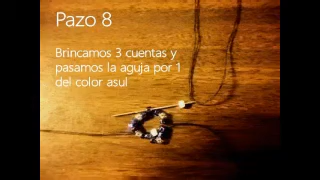 Pazo 8
Brincamos 3 cuentas y
pasamos la aguja por 1
del color asul